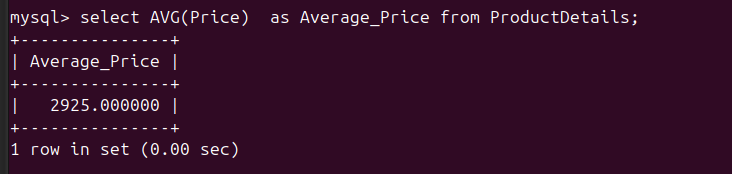 mysql> select AVG(Price)  as Average_Price from ProductDetails;
+---------------+
| Average_Price |
+---------------+
|   2925.000000 |
+---------------+
1 row in set (0.00 sec)